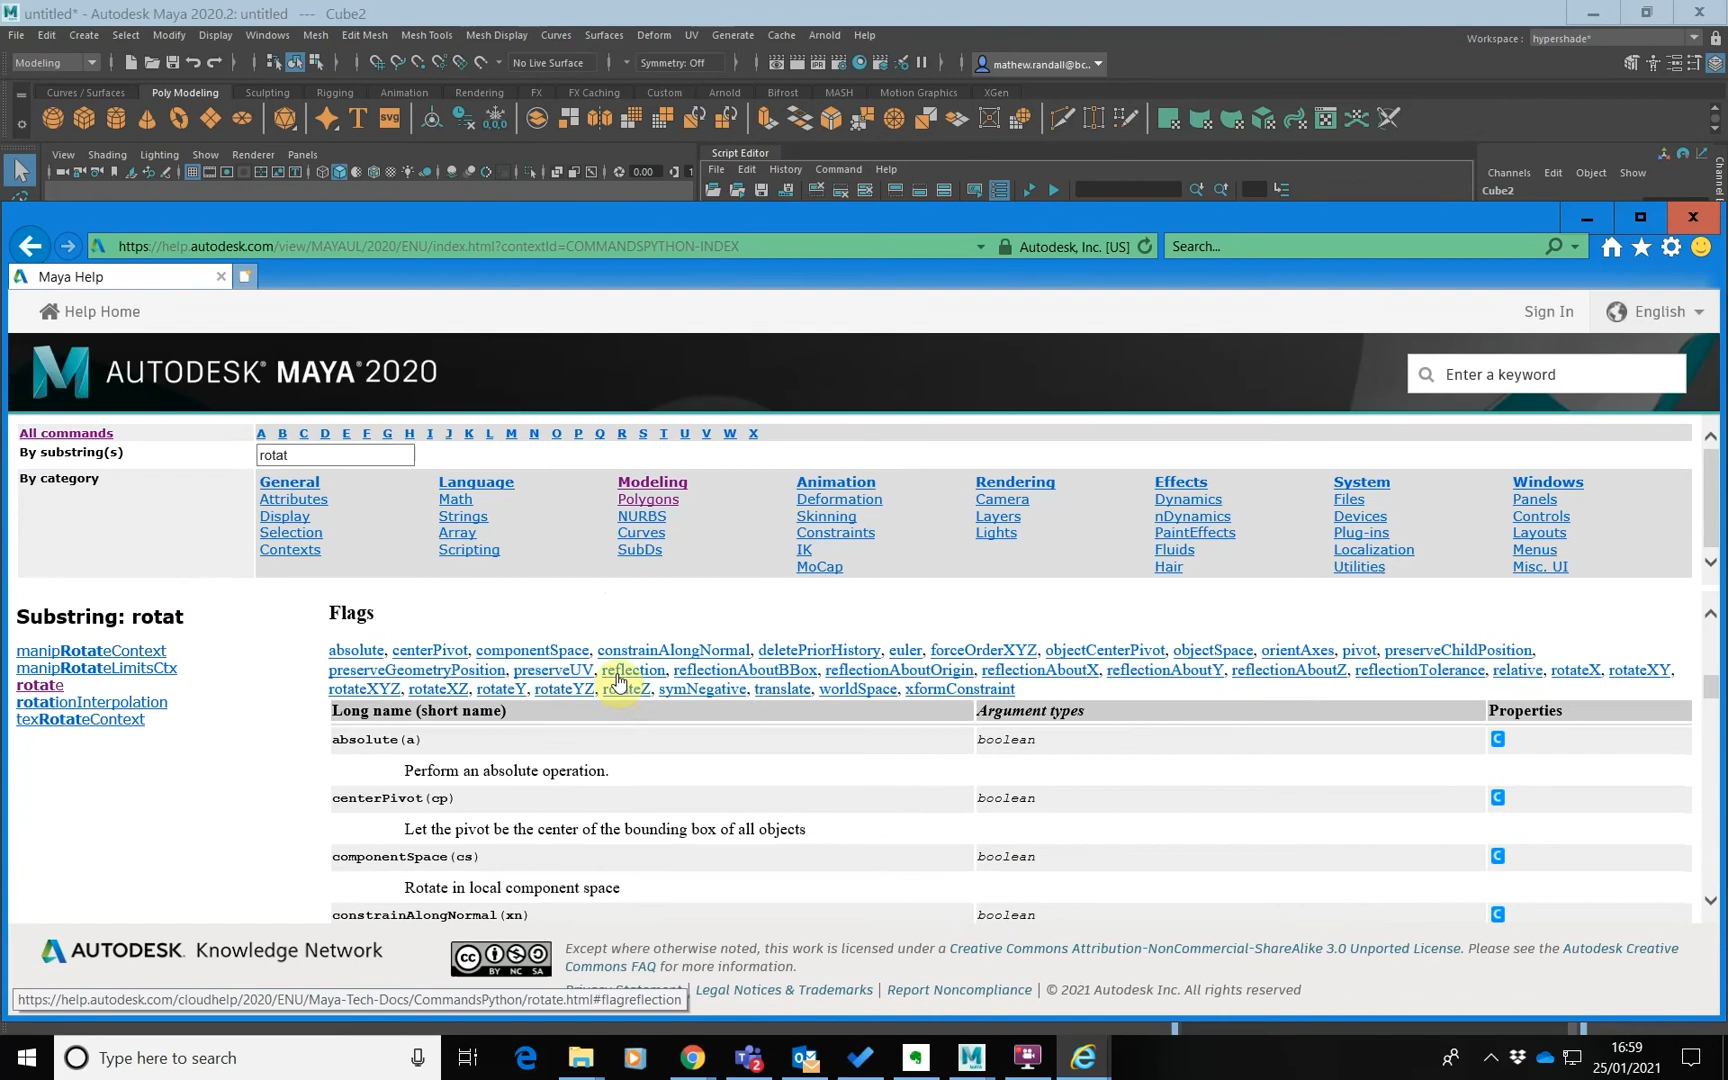 untitled* - Autodesk Maya 2020.2: untitled --- Cube2
File Edit Create Select Modify Display Windows Mesh Edit Mesh Mesh Tools Mesh Display Curves Surfaces Deform UV Generate Cache Arnold Help
Workspace : hypershade*
Modeling No Live Surface Symmetry: Off mathew.randall@bc..
Curves / Surfaces Poly Modeling Sculpting Rigging Animation Rendering FX FX Caching Custom Arnold Bifrost MASH Motion Graphics XGen
svg
View Shading Lighting Show Renderer Panels
Script Editor
File Edit History Command Help
0.00
Channels Edit Object Show
Cube2
https://help.autodesk.com/view/MAYAUL/2020/ENU/index.html?contextId=COMMANDSPYTHON-INDEX
Autodesk, Inc. [US]
Search...
Maya Help
Help Home
Sign In
English
AUTODESK® MAYA®2020
Enter a keyword
All commands
A B C D E F G H I J K L M N O P Q R S T U V W X
By substring(s)
rotat
By category
General Language Modeling Animation Rendering Effects System Windows
Attributes Math Polygons Deformation Camera Dynamics Files Panels
Display Strings NURBS Skinning Layers nDynamics Devices Controls
Selection Array Curves Constraints Lights PaintEffects Plug-ins Layouts
Contexts Scripting SubDs IK Fluids Localization Menus
MoCap Hair Utilities Misc. UI
Substring: rotat
manipRotateContext
manipRotateLimitsCtx
rotate
rotationInterpolation
texRotateContext
Flags
absolute, centerPivot, componentSpace, constrainAlongNormal, deletePriorHistory, euler, forceOrderXYZ, objectCenterPivot, objectSpace, orientAxes, pivot, preserveChildPosition,
preserveGeometryPosition, preserveUV, reflection, reflectionAboutBBox, reflectionAboutOrigin, reflectionAboutX, reflectionAboutY, reflectionAboutZ, reflectionTolerance, relative, rotateX, rotateXY,
rotateXYZ, rotateXZ, rotateY, rotateYZ, rotateZ, symNegative, translate, worldSpace, xformConstraint
Long name (short name) Argument types Properties
absolute(a) boolean C
Perform an absolute operation.
centerPivot(cp) boolean C
Let the pivot be the center of the bounding box of all objects
componentSpace(cs) boolean C
Rotate in local component space
constrainAlongNormal(xn) boolean C
AUTODESK. Knowledge Network
cc BY NC SA
Except where otherwise noted, this work is licensed under a Creative Commons Attribution-NonCommercial-ShareAlike 3.0 Unported License. Please see the Autodesk Creative
Commons FAQ for more information.
Legal Notices & Trademarks | Report Noncompliance | © 2021 Autodesk Inc. All rights reserved
https://help.autodesk.com/cloudhelp/2020/ENU/Maya-Tech-Docs/CommandsPython/rotate.html#flagreflection
Type here to search
16:59
25/01/2021